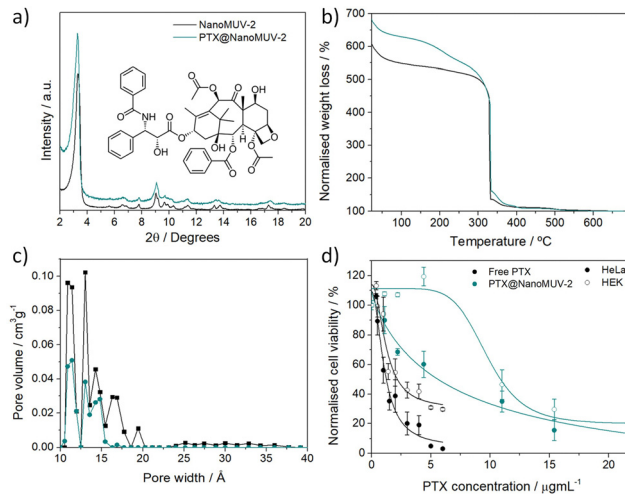 a)
NanoMUV-2
PTX@NanoMUV-2
Intensity / a.u.
O
O
O
O
OH
O
NH
O
O
O
OH
OH
H
O
O
O
O
O
2 4 6 8 10 12 14 16 18 20
2θ / Degrees
b)
Normalised weight loss / %
700
600
500
400
300
200
100
200 400 600
Temperature / ºC
c)
Pore volume / cm³g⁻¹
0.10
0.08
0.06
0.04
0.02
0.00
10 15 20 25 30 35 40
Pore width / Å
d)
Normalised cell viability / %
120
100
80
60
40
20
0
Free PTX
PTX@NanoMUV-2
HeLa
HEK
0 5 10 15 20
PTX concentration / µgmL⁻¹